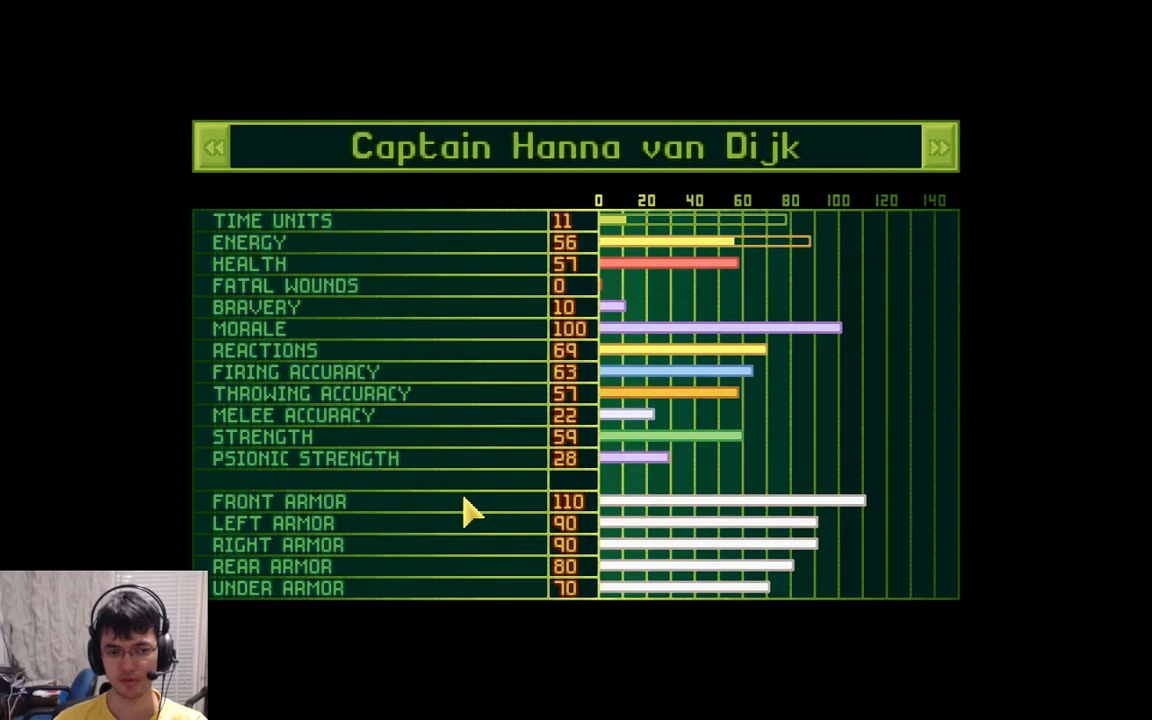 Captain Hanna van Dijk
0 20 40 60 80 100 120 140
TIME UNITS 11
ENERGY 56
HEALTH 57
FATAL WOUNDS 0
BRAVERY 10
MORALE 100
REACTIONS 69
FIRING ACCURACY 63
THROWING ACCURACY 57
MELEE ACCURACY 22
STRENGTH 59
PSIONIC STRENGTH 28
FRONT ARMOR 110
LEFT ARMOR 90
RIGHT ARMOR 90
REAR ARMOR 80
UNDER ARMOR 70